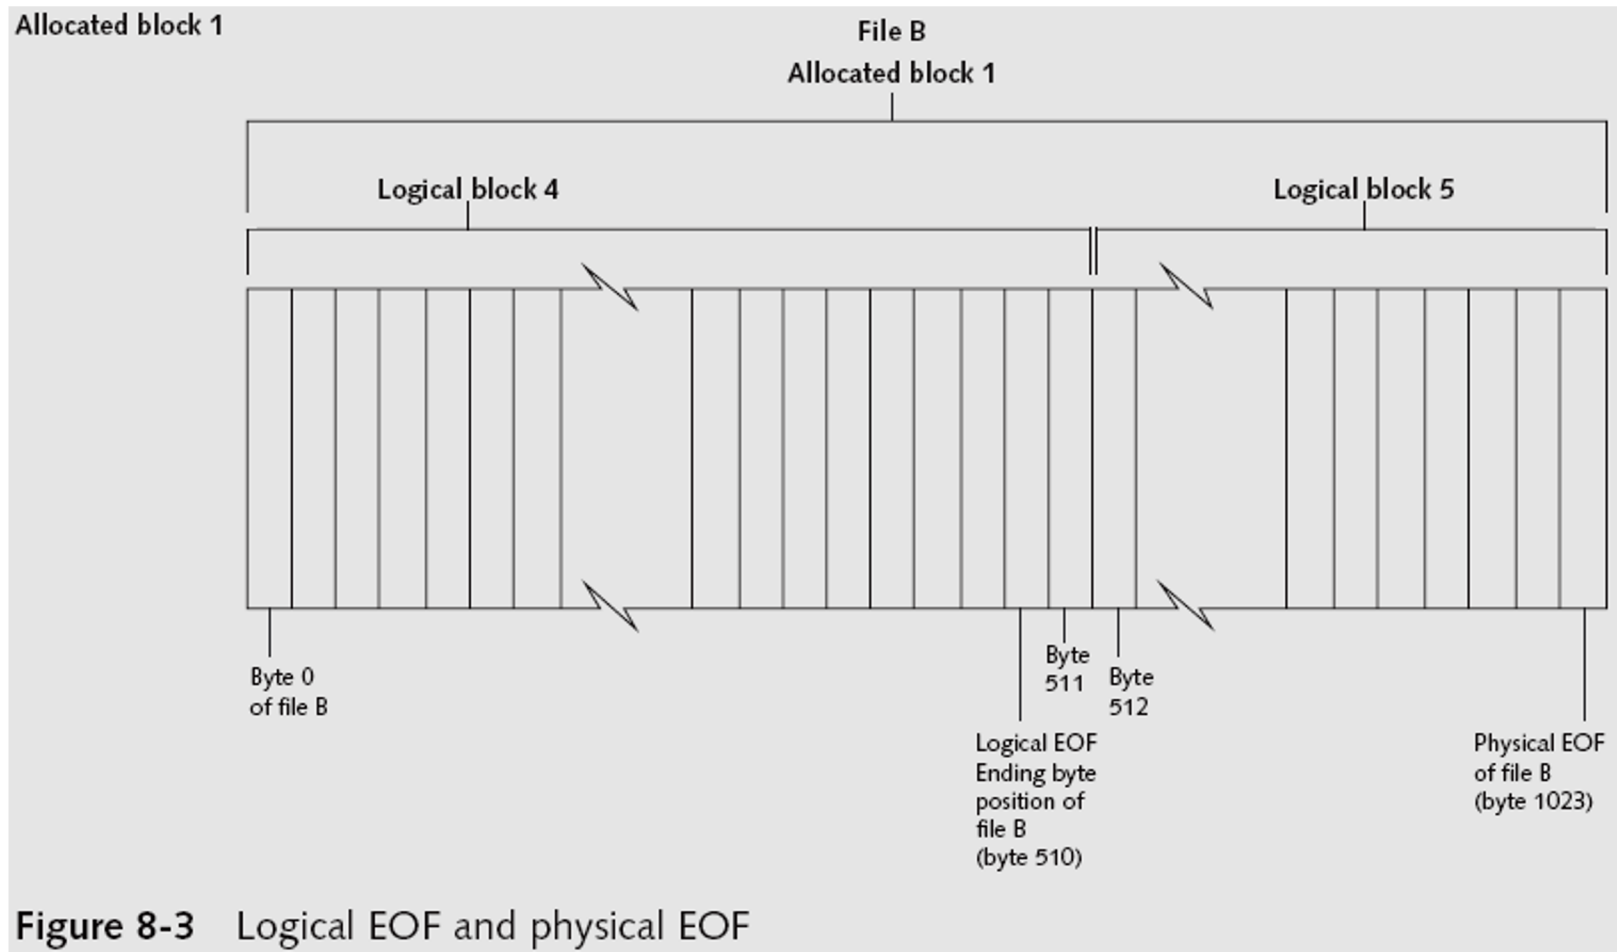 Allocated block 1
File B
Allocated block 1
Logical block 4
Logical block 5
Byte 0
of file B
Byte
511
Byte
512
Logical EOF
Ending byte
position of
file B
(byte 510)
Physical EOF
of file B
(byte 1023)
Figure 8-3 Logical EOF and physical EOF